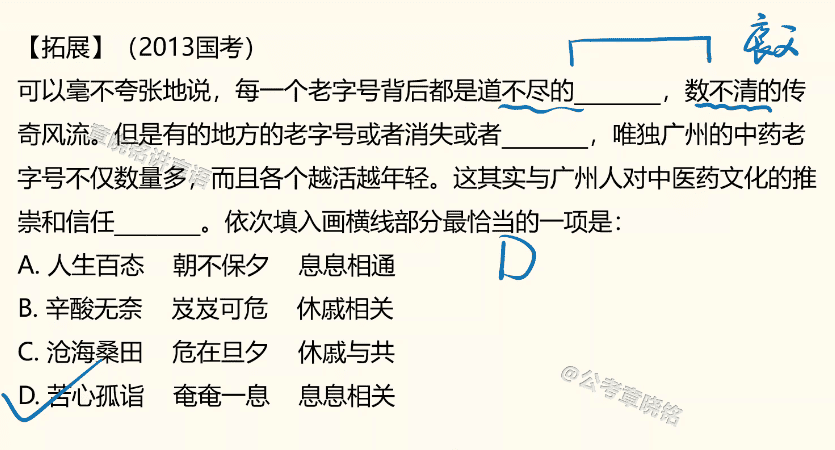 【拓展】（2013国考）
可以毫不夸张地说，每一个老字号背后都是道不尽的_______，数不清的传
奇风流。但是有的地方的老字号或者消失或者_______，唯独广州的中药老
字号不仅数量多，而且各个越活越年轻。这其实与广州人对中医药文化的推
崇和信任_______。依次填入画横线部分最恰当的一项是：
D
A. 人生百态 朝不保夕 息息相通
B. 辛酸无奈 岌岌可危 休戚相关
C. 沧海桑田 危在旦夕 休戚与共
D. 苦心孤诣 奄奄一息 息息相关
章晓铭讲言语
@公考章晓铭